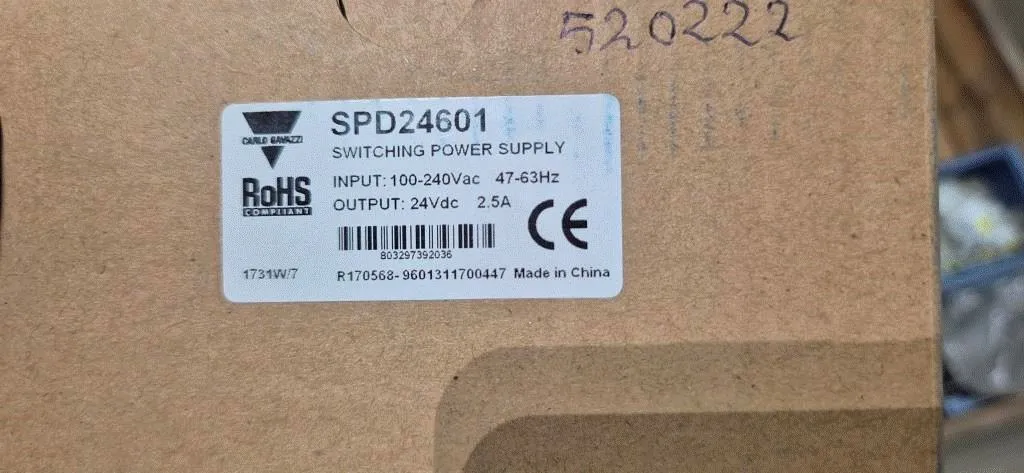 520222
CARLO GAVAZZI
SPD24601
SWITCHING POWER SUPPLY
RoHS
COMPLIANT
INPUT: 100-240Vac 47-63Hz
OUTPUT: 24Vdc 2.5A
CE
803297392036
1731W/7
R170568-9601311700447 Made in China